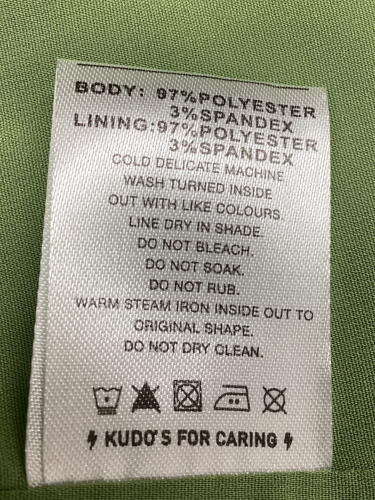 BODY: 97%POLYESTER
3%SPANDEX
LINING:97%POLYESTER
3%SPANDEX
COLD DELICATE MACHINE
WASH TURNED INSIDE
OUT WITH LIKE COLOURS.
LINE DRY IN SHADE.
DO NOT BLEACH.
DO NOT SOAK.
DO NOT RUB.
WARM STEAM IRON INSIDE OUT TO
ORIGINAL SHAPE.
DO NOT DRY CLEAN.
KUDO'S FOR CARING